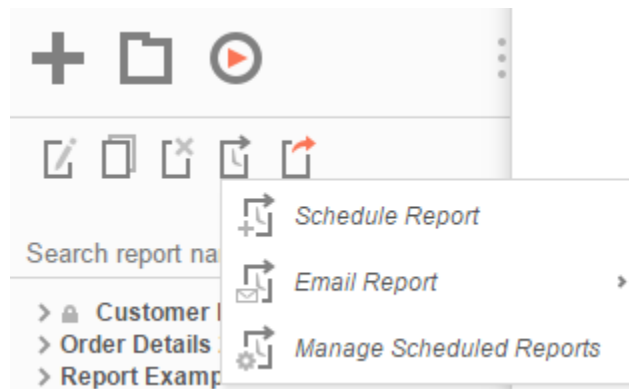 Schedule Report
Search report na
Email Report
Customer
Order Details
Manage Scheduled Reports
Report Examp